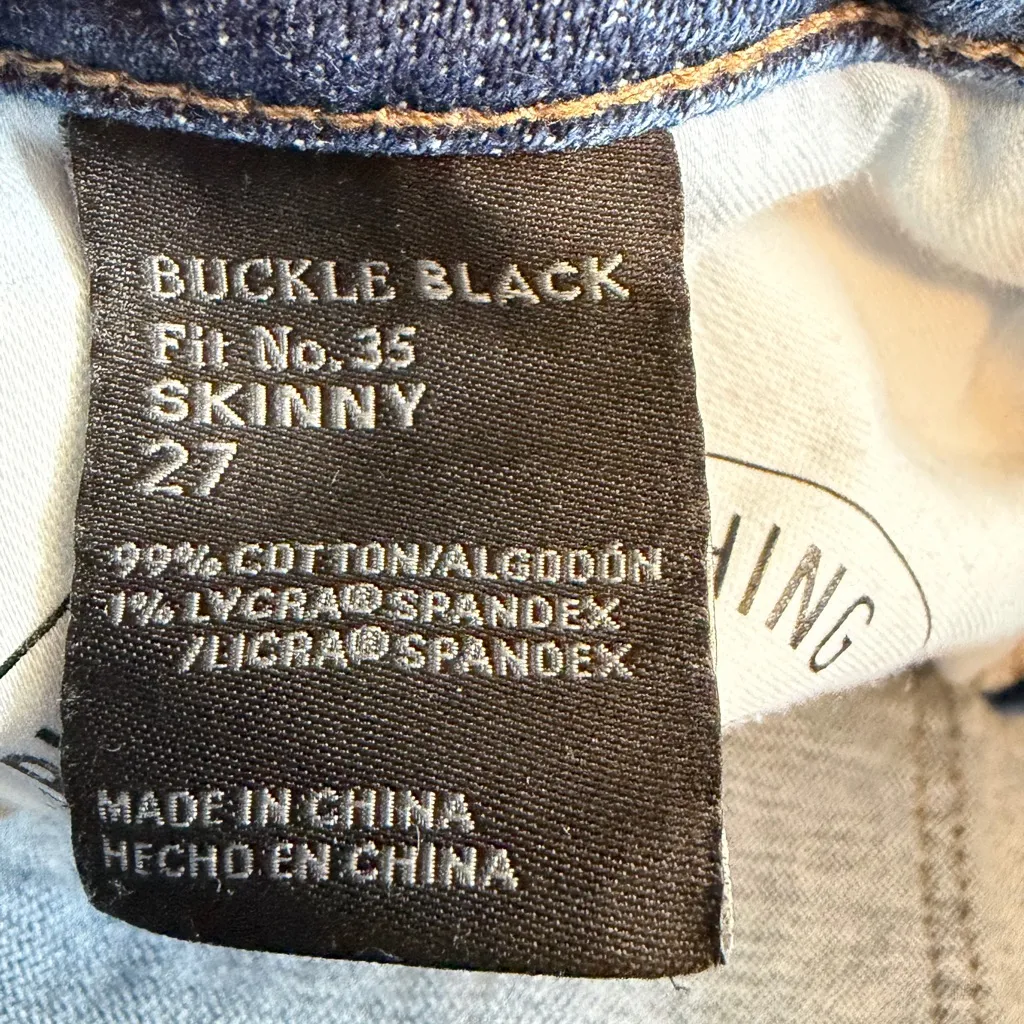 BUCKLE BLACK
Fit No. 35
SKINNY
27
99% COTTON/ALGODÓN
1% LYCRA® SPANDEX
/LICRA® SPANDEX
MADE IN CHINA
HECHO EN CHINA
HING